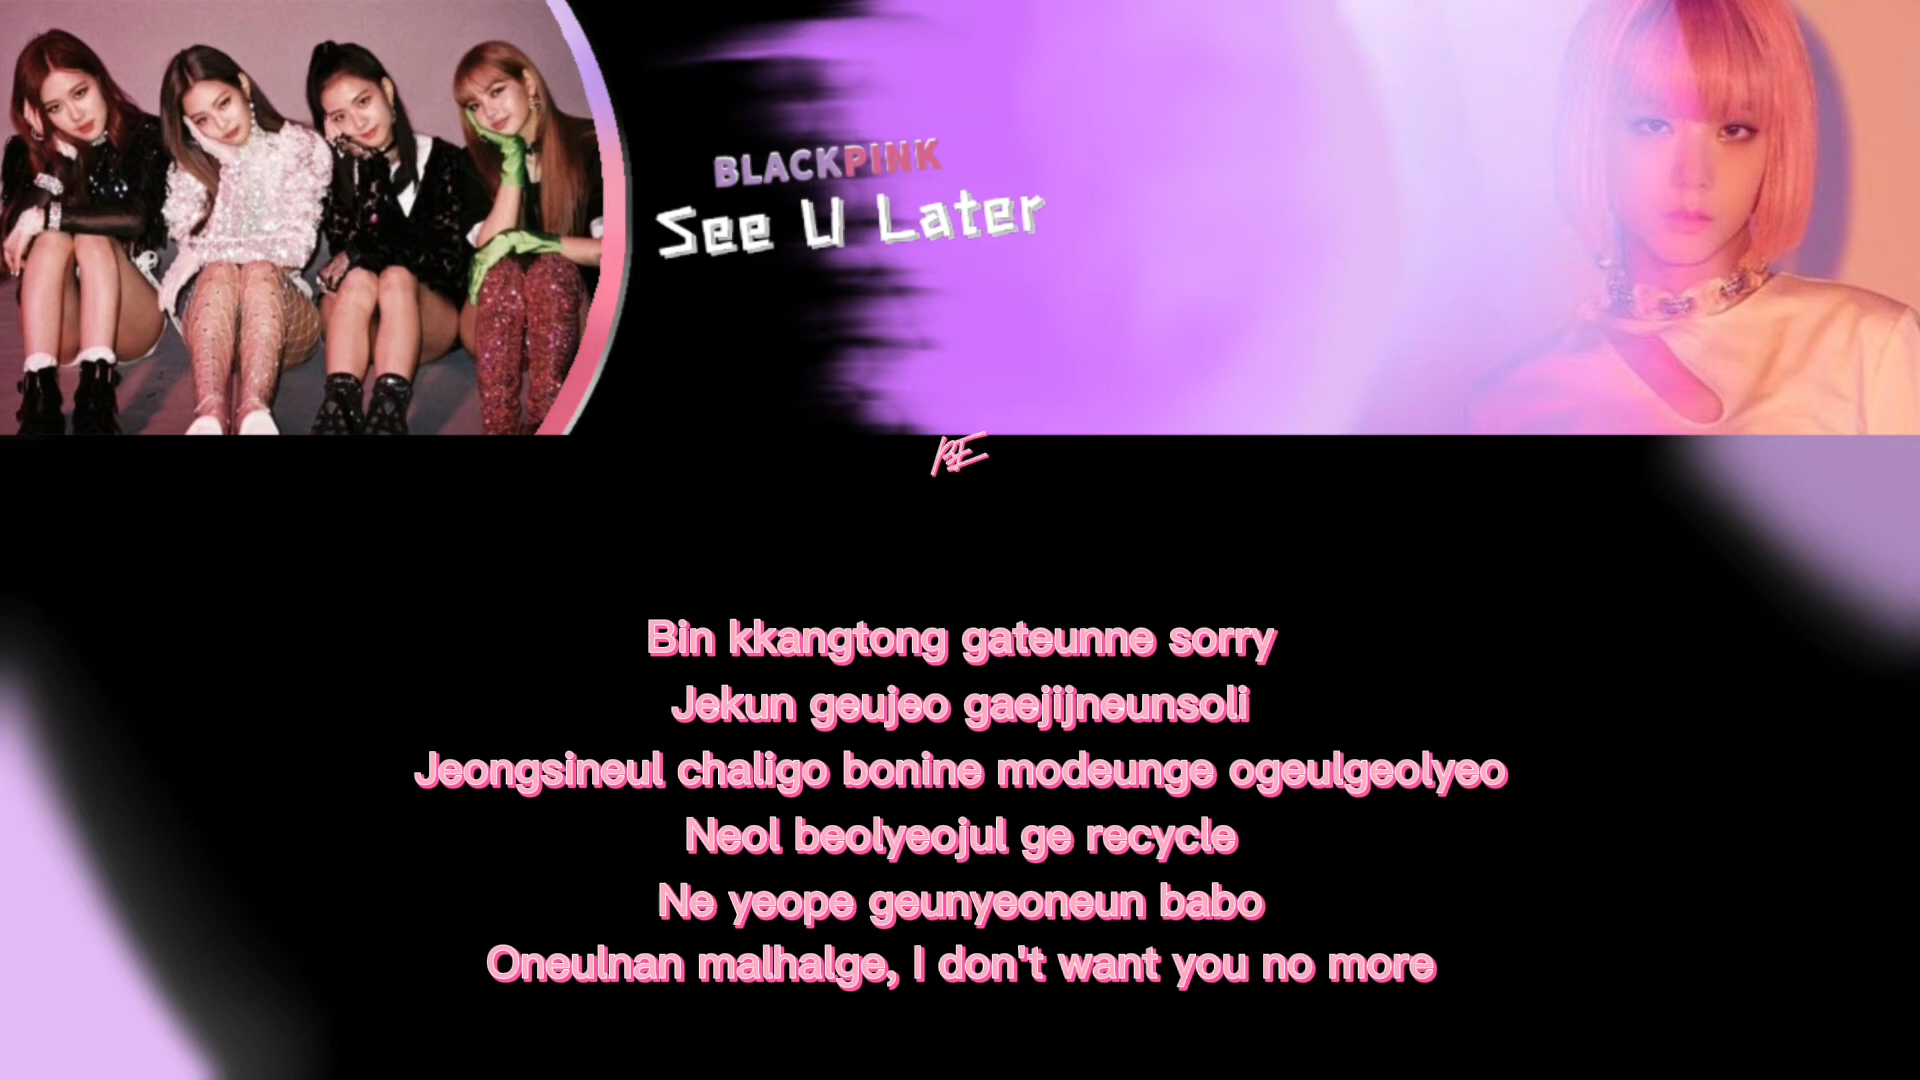 BLACKPINK
See U Later
BE
Bin kkangtong gateunne sorry
Jekun geujeo gaejijneunsoli
Jeongsineul chaligo bonine modeunge ogeulgeolyeo
Neol beolyeojul ge recycle
Ne yeope geunyeoneun babo
Oneulnan malhalge, I don't want you no more